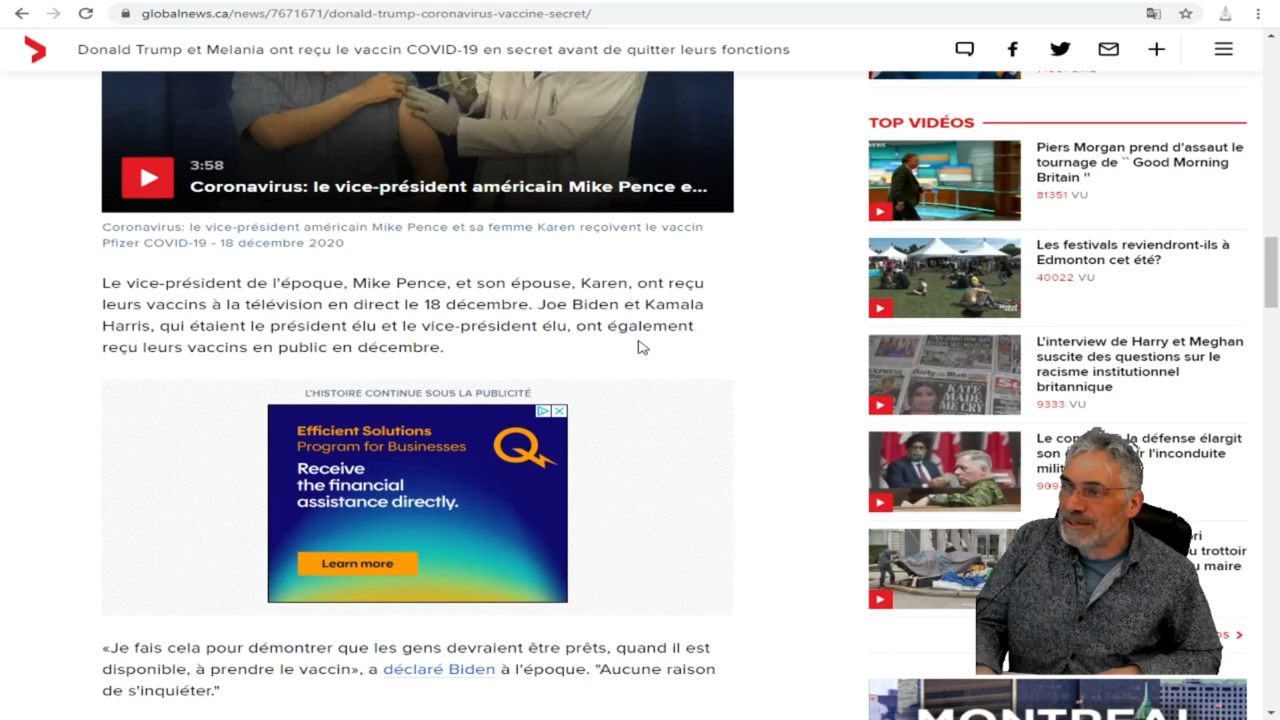 globalnews.ca/news/7671671/donald-trump-coronavirus-vaccine-secret/
Donald Trump et Melania ont reçu le vaccin COVID-19 en secret avant de quitter leurs fonctions
3:58
Coronavirus: le vice-président américain Mike Pence e...
Coronavirus: le vice-président américain Mike Pence et sa femme Karen reçoivent le vaccin
Pfizer COVID-19 - 18 décembre 2020
Le vice-président de l'époque, Mike Pence, et son épouse, Karen, ont reçu
leurs vaccins à la télévision en direct le 18 décembre. Joe Biden et Kamala
Harris, qui étaient le président élu et le vice-président élu, ont également
reçu leurs vaccins en public en décembre.
L'HISTOIRE CONTINUE SOUS LA PUBLICITÉ
Efficient Solutions
Program for Businesses
Receive
the financial
assistance directly.
Learn more
«Je fais cela pour démontrer que les gens devraient être prêts, quand il est
disponible, à prendre le vaccin», a déclaré Biden à l'époque. "Aucune raison
de s'inquiéter."
TOP VIDÉOS
Piers Morgan prend d'assaut le
tournage de `` Good Morning
Britain ''
81351 VU
Les festivals reviendront-ils à
Edmonton cet été?
40022 VU
L'interview de Harry et Meghan
suscite des questions sur le
racisme institutionnel
britannique
9333 VU
KATE
MADE
ME CRY
Le la défense élargit
son l'inconduite
trottoir
maire
MONTREAL